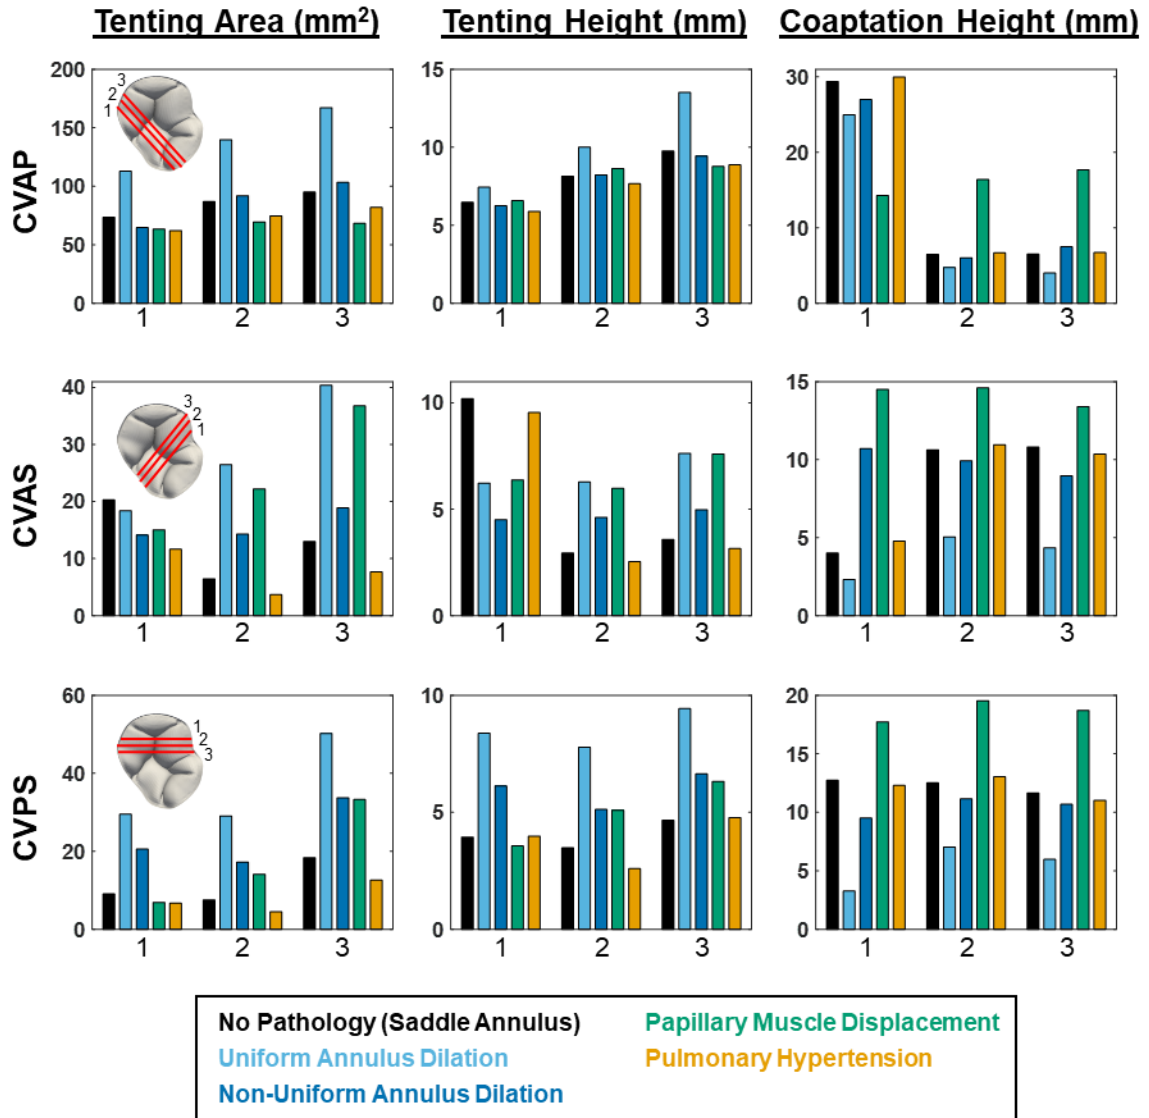 Tenting Area (mm²) Tenting Height (mm) Coaptation Height (mm)
CVAP
200
150
100
50
0
3
2
1
1 2 3
15
10
5
0
1 2 3
30
20
10
0
1 2 3
CVAS
40
30
20
10
0
3
2
1
1 2 3
10
5
0
1 2 3
15
10
5
0
1 2 3
CVPS
60
40
20
0
1
2
3
1 2 3
10
5
0
1 2 3
20
15
10
5
0
1 2 3
No Pathology (Saddle Annulus) Papillary Muscle Displacement
Uniform Annulus Dilation Pulmonary Hypertension
Non-Uniform Annulus Dilation